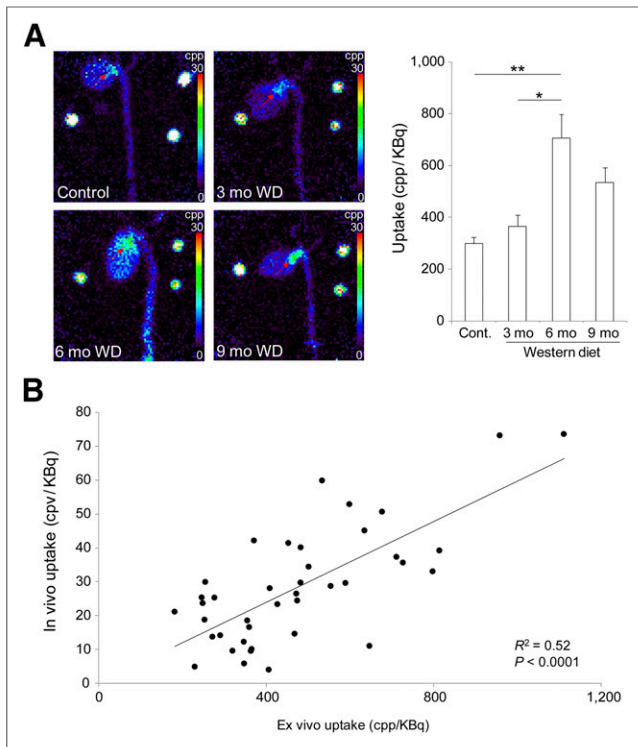 A
cpp
30
0
Control
cpp
30
0
3 mo WD
cpp
30
0
6 mo WD
cpp
30
0
9 mo WD
Uptake (cpp/KBq)
1,000
800
600
400
200
0
**
*
Cont. 3 mo 6 mo 9 mo
Western diet
B
In vivo uptake (cpv/KBq)
80
70
60
50
40
30
20
10
0
R² = 0.52
P < 0.0001
0 400 800 1,200
Ex vivo uptake (cpp/KBq)